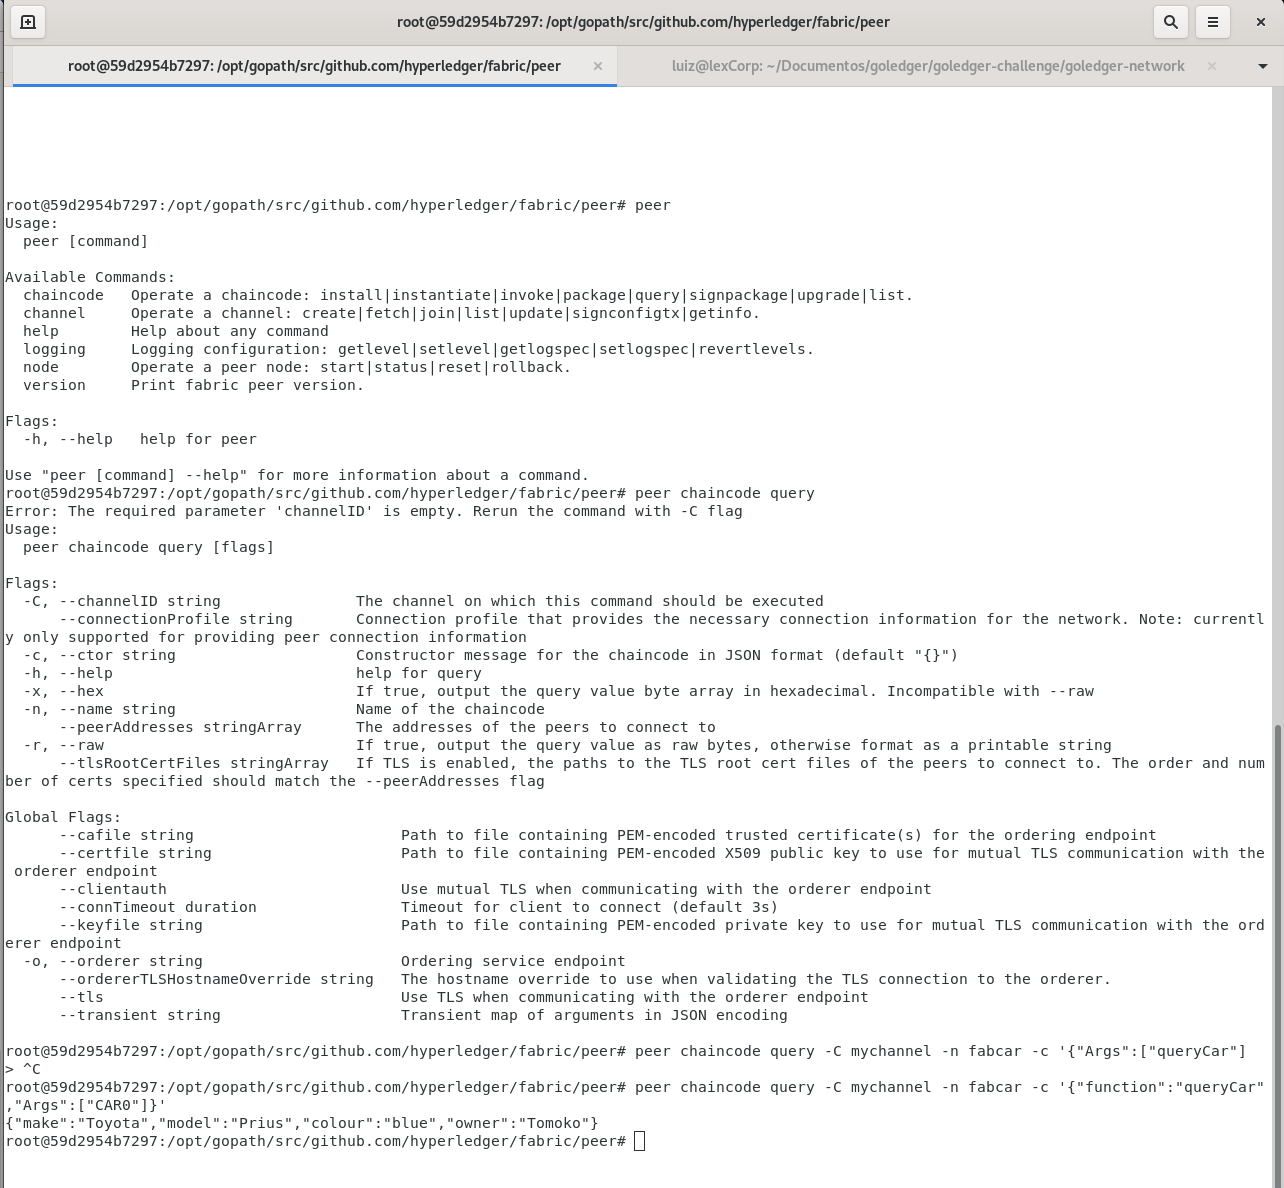 root@59d2954b7297: /opt/gopath/src/github.com/hyperledger/fabric/peer
root@59d2954b7297: /opt/gopath/src/github.com/hyperledger/fabric/peer
luiz@lexCorp: ~/Documentos/goledger/goledger-challenge/goledger-network
root@59d2954b7297:/opt/gopath/src/github.com/hyperledger/fabric/peer# peer
Usage:
  peer [command]

Available Commands:
  chaincode   Operate a chaincode: install|instantiate|invoke|package|query|signpackage|upgrade|list.
  channel     Operate a channel: create|fetch|join|list|update|signconfigtx|getinfo.
  help        Help about any command
  logging     Logging configuration: getlevel|setlevel|getlogspec|setlogspec|revertlevels.
  node        Operate a peer node: start|status|reset|rollback.
  version     Print fabric peer version.

Flags:
  -h, --help   help for peer

Use "peer [command] --help" for more information about a command.
root@59d2954b7297:/opt/gopath/src/github.com/hyperledger/fabric/peer# peer chaincode query
Error: The required parameter 'channelID' is empty. Rerun the command with -C flag
Usage:
  peer chaincode query [flags]

Flags:
  -C, --channelID string               The channel on which this command should be executed
      --connectionProfile string       Connection profile that provides the necessary connection information for the network. Note: currentl
y only supported for providing peer connection information
  -c, --ctor string                    Constructor message for the chaincode in JSON format (default "{}")
  -h, --help                           help for query
  -x, --hex                            If true, output the query value byte array in hexadecimal. Incompatible with --raw
  -n, --name string                    Name of the chaincode
      --peerAddresses stringArray      The addresses of the peers to connect to
  -r, --raw                            If true, output the query value as raw bytes, otherwise format as a printable string
      --tlsRootCertFiles stringArray   If TLS is enabled, the paths to the TLS root cert files of the peers to connect to. The order and num
ber of certs specified should match the --peerAddresses flag

Global Flags:
      --cafile string                       Path to file containing PEM-encoded trusted certificate(s) for the ordering endpoint
      --certfile string                     Path to file containing PEM-encoded X509 public key to use for mutual TLS communication with the
 orderer endpoint
      --clientauth                          Use mutual TLS when communicating with the orderer endpoint
      --connTimeout duration                Timeout for client to connect (default 3s)
      --keyfile string                      Path to file containing PEM-encoded private key to use for mutual TLS communication with the ord
erer endpoint
  -o, --orderer string                      Ordering service endpoint
      --ordererTLSHostnameOverride string   The hostname override to use when validating the TLS connection to the orderer.
      --tls                                 Use TLS when communicating with the orderer endpoint
      --transient string                    Transient map of arguments in JSON encoding

root@59d2954b7297:/opt/gopath/src/github.com/hyperledger/fabric/peer# peer chaincode query -C mychannel -n fabcar -c '{"Args":["queryCar"]
> ^C
root@59d2954b7297:/opt/gopath/src/github.com/hyperledger/fabric/peer# peer chaincode query -C mychannel -n fabcar -c '{"function":"queryCar"
,"Args":["CAR0"]}'
{"make":"Toyota","model":"Prius","colour":"blue","owner":"Tomoko"}
root@59d2954b7297:/opt/gopath/src/github.com/hyperledger/fabric/peer#